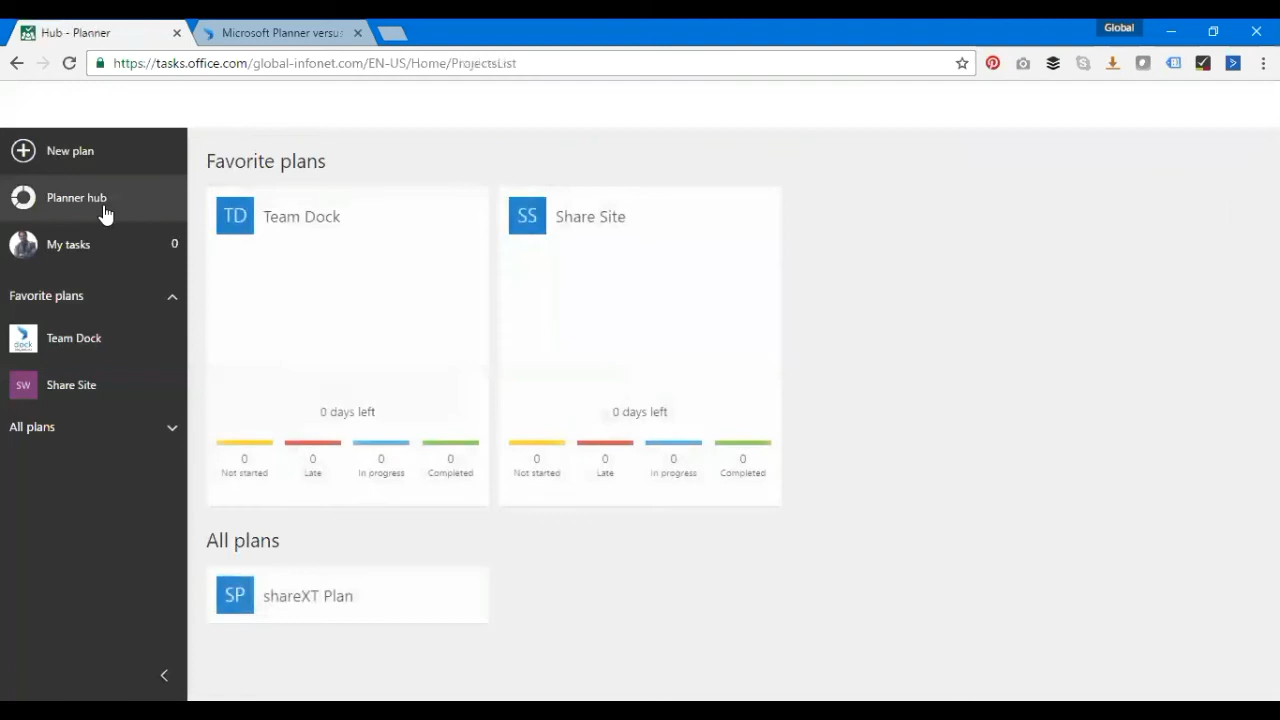 Hub - Planner
Microsoft Planner versus
Global
https://tasks.office.com/global-infonet.com/EN-US/Home/ProjectsList
New plan
Planner hub
My tasks 0
Favorite plans
dock
Team Dock
SW Share Site
All plans
Favorite plans
TD Team Dock
0 days left
0 0 0 0
Not started Late In progress Completed
SS Share Site
0 days left
0 0 0 0
Not started Late In progress Completed
All plans
SP shareXT Plan